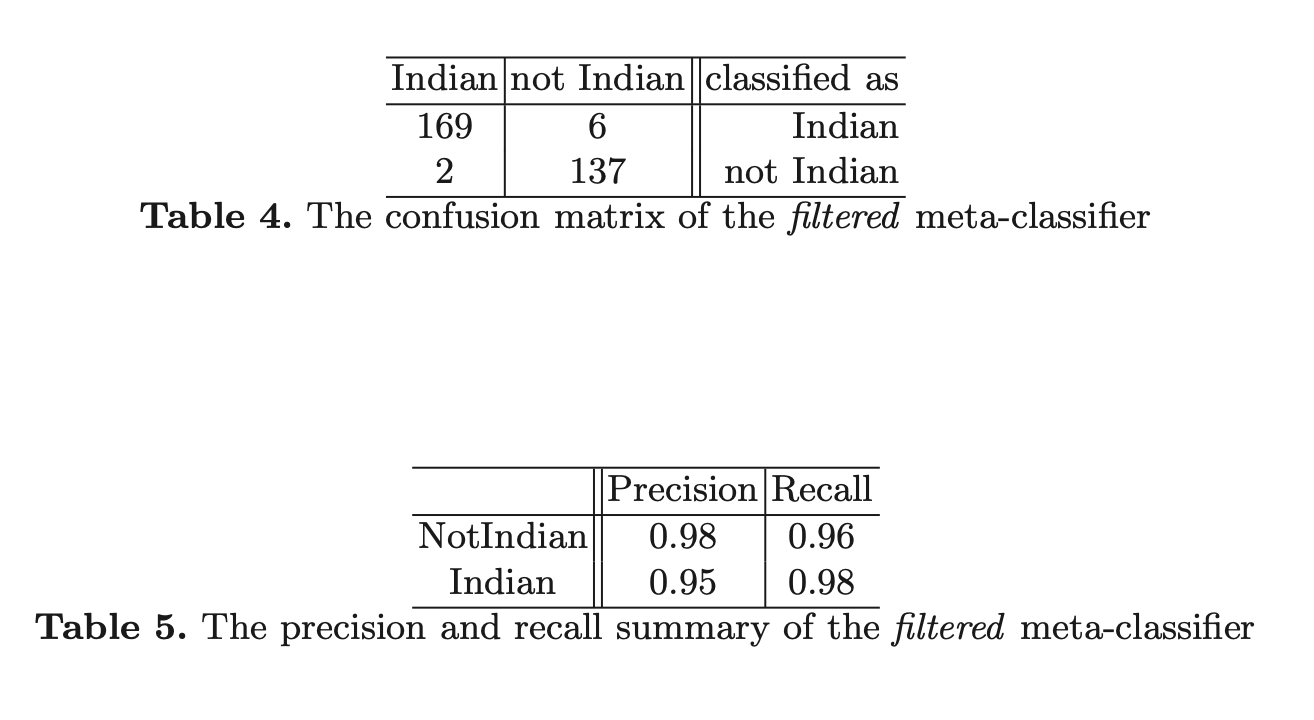 Indian not Indian classified as
169 6 Indian
2 137 not Indian
Table 4. The confusion matrix of the filtered meta-classifier
Precision Recall
NotIndian 0.98 0.96
Indian 0.95 0.98
Table 5. The precision and recall summary of the filtered meta-classifier